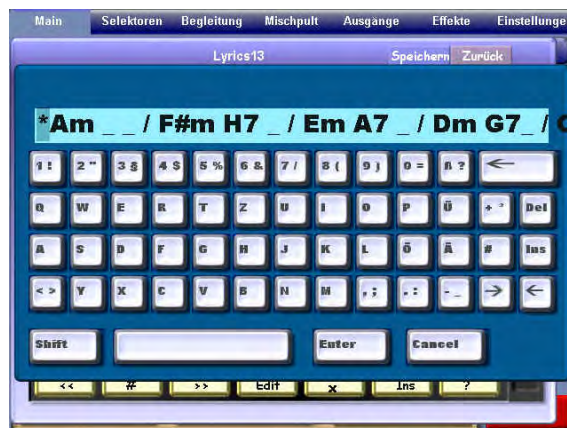 Main Selektoren Begleitung Mischpult Ausgänge Effekte Einstellunge
Lyrics13 Speichern Zurück
*Am _ _ / F#m H7 _ / Em A7 _ / Dm G7_ /
1 ! 2 " 3 § 4 $ 5 % 6 & 7 / 8 ( 9 ) 0 = ß ?
Q W E R T Z U I O P Ü + * Del
A S D F G H J K L Ö Ä # Ins
< > Y X C V B N M , ; . : - _
Shift Enter Cancel
<< # >> Edit x Ins ?